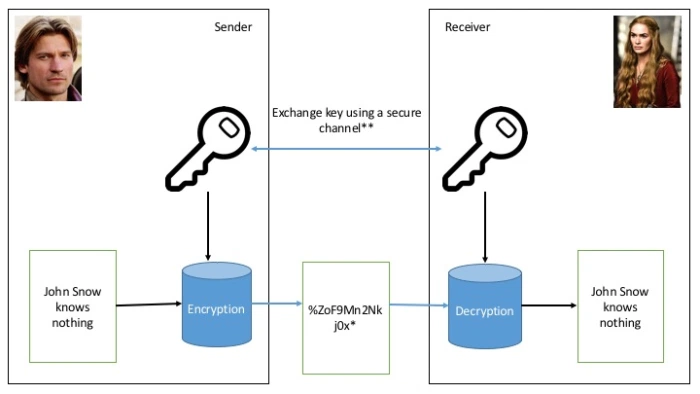 Sender
Receiver
Exchange key using a secure
channel**
John Snow
knows
nothing
Encryption
%ZoF9Mn2Nk
j0x*
Decryption
John Snow
knows
nothing